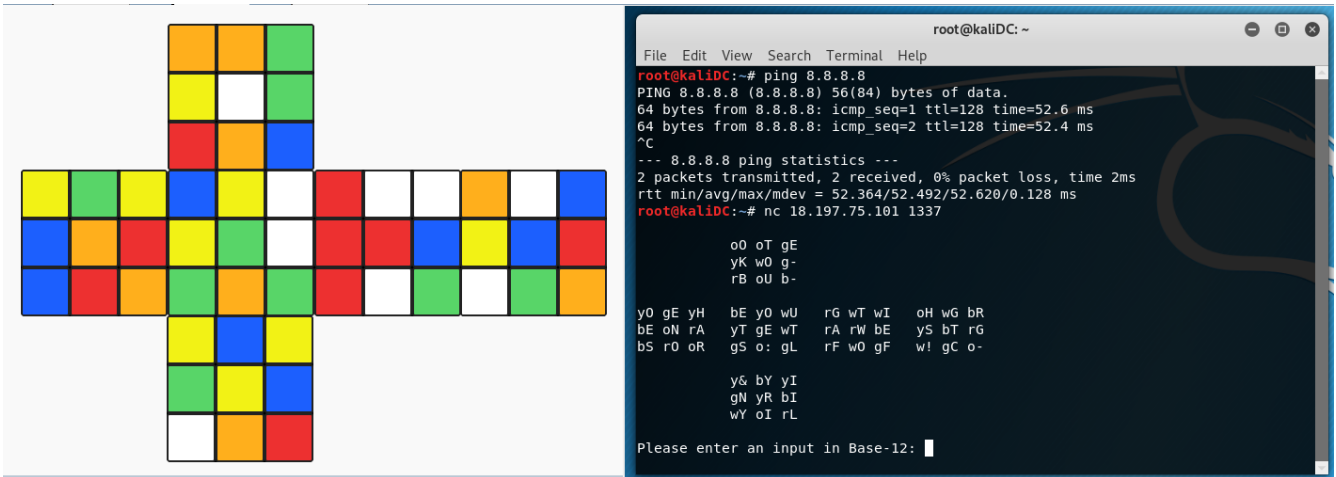 root@kaliDC: ~
File Edit View Search Terminal Help
root@kaliDC:~# ping 8.8.8.8
PING 8.8.8.8 (8.8.8.8) 56(84) bytes of data.
64 bytes from 8.8.8.8: icmp_seq=1 ttl=128 time=52.6 ms
64 bytes from 8.8.8.8: icmp_seq=2 ttl=128 time=52.4 ms
^C
--- 8.8.8.8 ping statistics ---
2 packets transmitted, 2 received, 0% packet loss, time 2ms
rtt min/avg/max/mdev = 52.364/52.492/52.620/0.128 ms
root@kaliDC:~# nc 18.197.75.101 1337
oO oT gE
yK wO g-
rB oU b-
yO gE yH bE yO wU rG wT wI oH wG bR
bE oN rA yT gE wT rA rW bE yS bT rG
bS rO oR gS o: gL rF wO gF w! gC o-
y& bY yI
gN yR bI
wY oI rL
Please enter an input in Base-12: